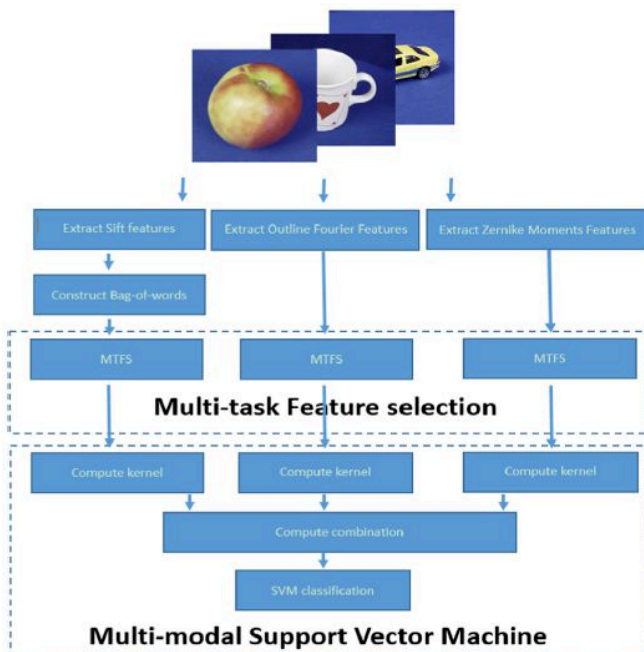 Extract Sift features
Extract Outline Fourier Features
Extract Zernike Moments Features
Construct Bag-of-words
MTFS
MTFS
MTFS
Multi-task Feature selection
Compute kernel
Compute kernel
Compute kernel
Compute combination
SVM classification
Multi-modal Support Vector Machine